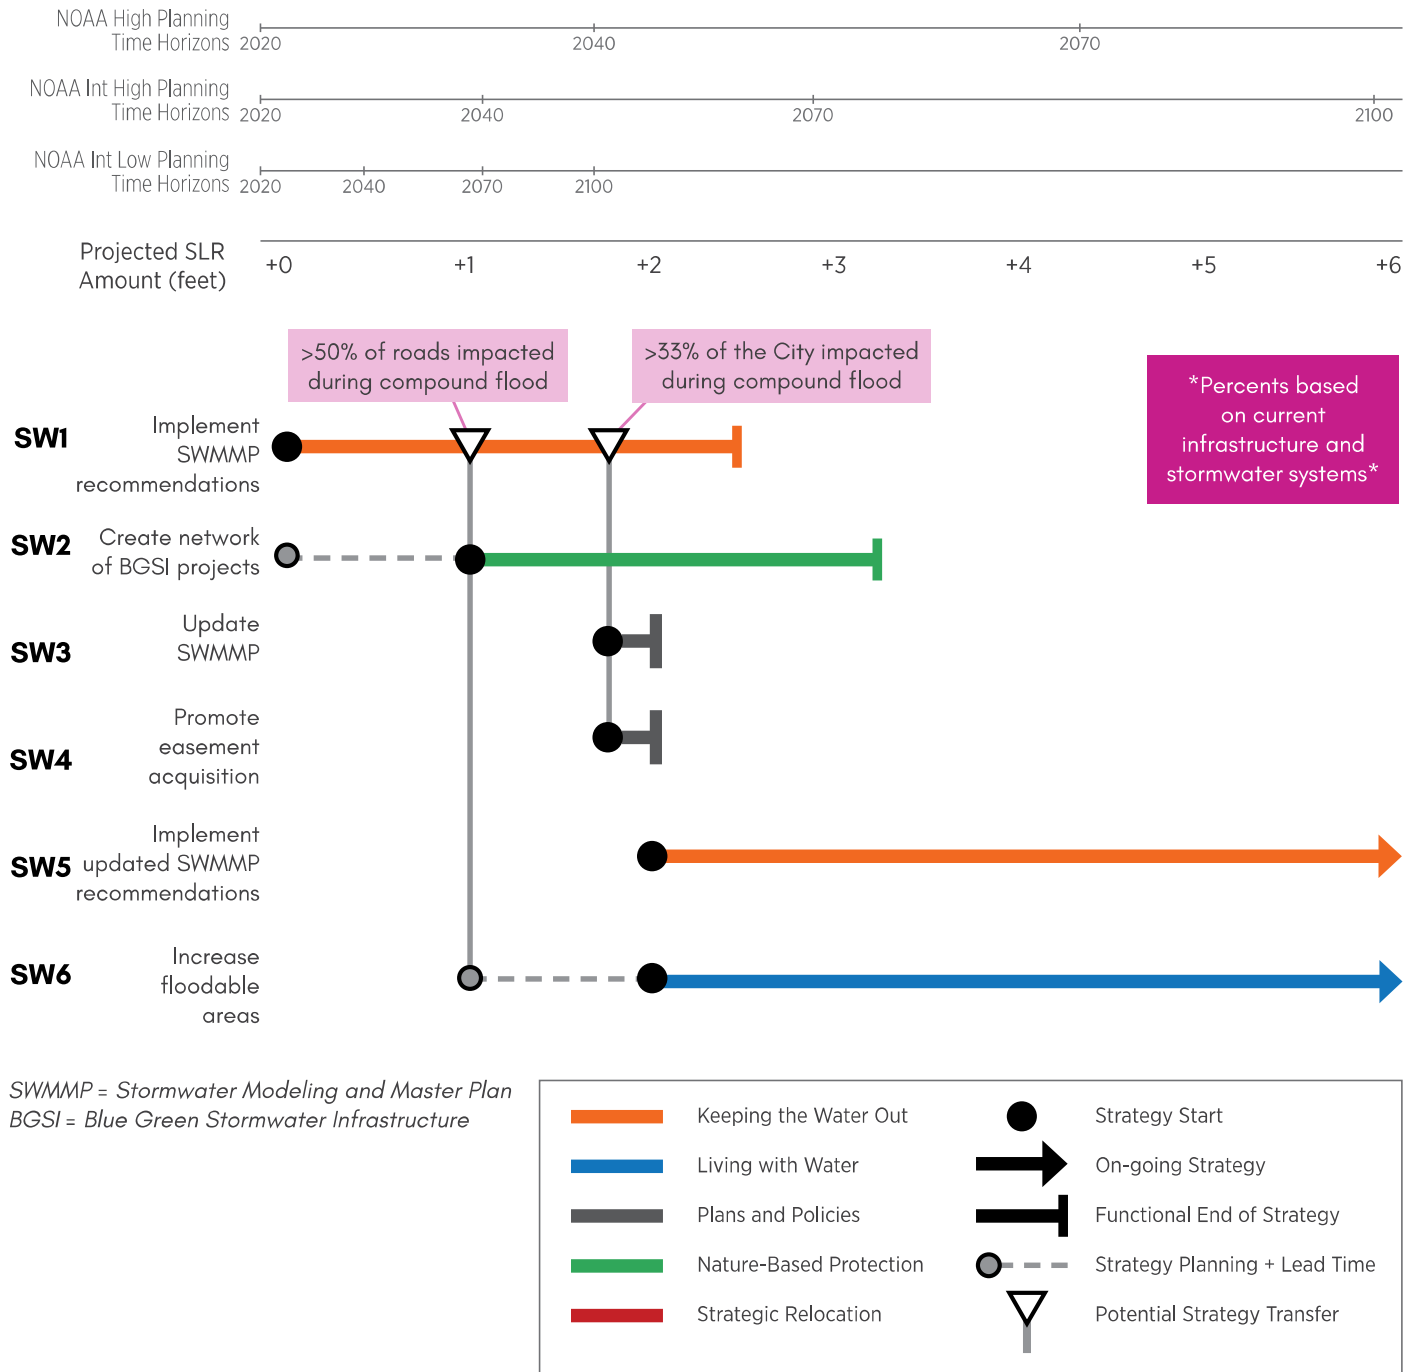 NOAA High Planning
Time Horizons
2020
2040
2070
NOAA Int High Planning
Time Horizons
2020
2040
2070
2100
NOAA Int Low Planning
Time Horizons
2020
2040
2070
2100
Projected SLR
Amount (feet)
+0
+1
+2
+3
+4
+5
+6
>50% of roads impacted
during compound flood
>33% of the City impacted
during compound flood
*Percents based
on current
infrastructure and
stormwater systems*
SW1
Implement
SWMMP
recommendations
SW2
Create network
of BGSI projects
SW3
Update
SWMMP
SW4
Promote
easement
acquisition
SW5
Implement
updated SWMMP
recommendations
SW6
Increase
floodable
areas
SWMMP = Stormwater Modeling and Master Plan
BGSI = Blue Green Stormwater Infrastructure
Keeping the Water Out
Living with Water
Plans and Policies
Nature-Based Protection
Strategic Relocation
Strategy Start
On-going Strategy
Functional End of Strategy
Strategy Planning + Lead Time
Potential Strategy Transfer